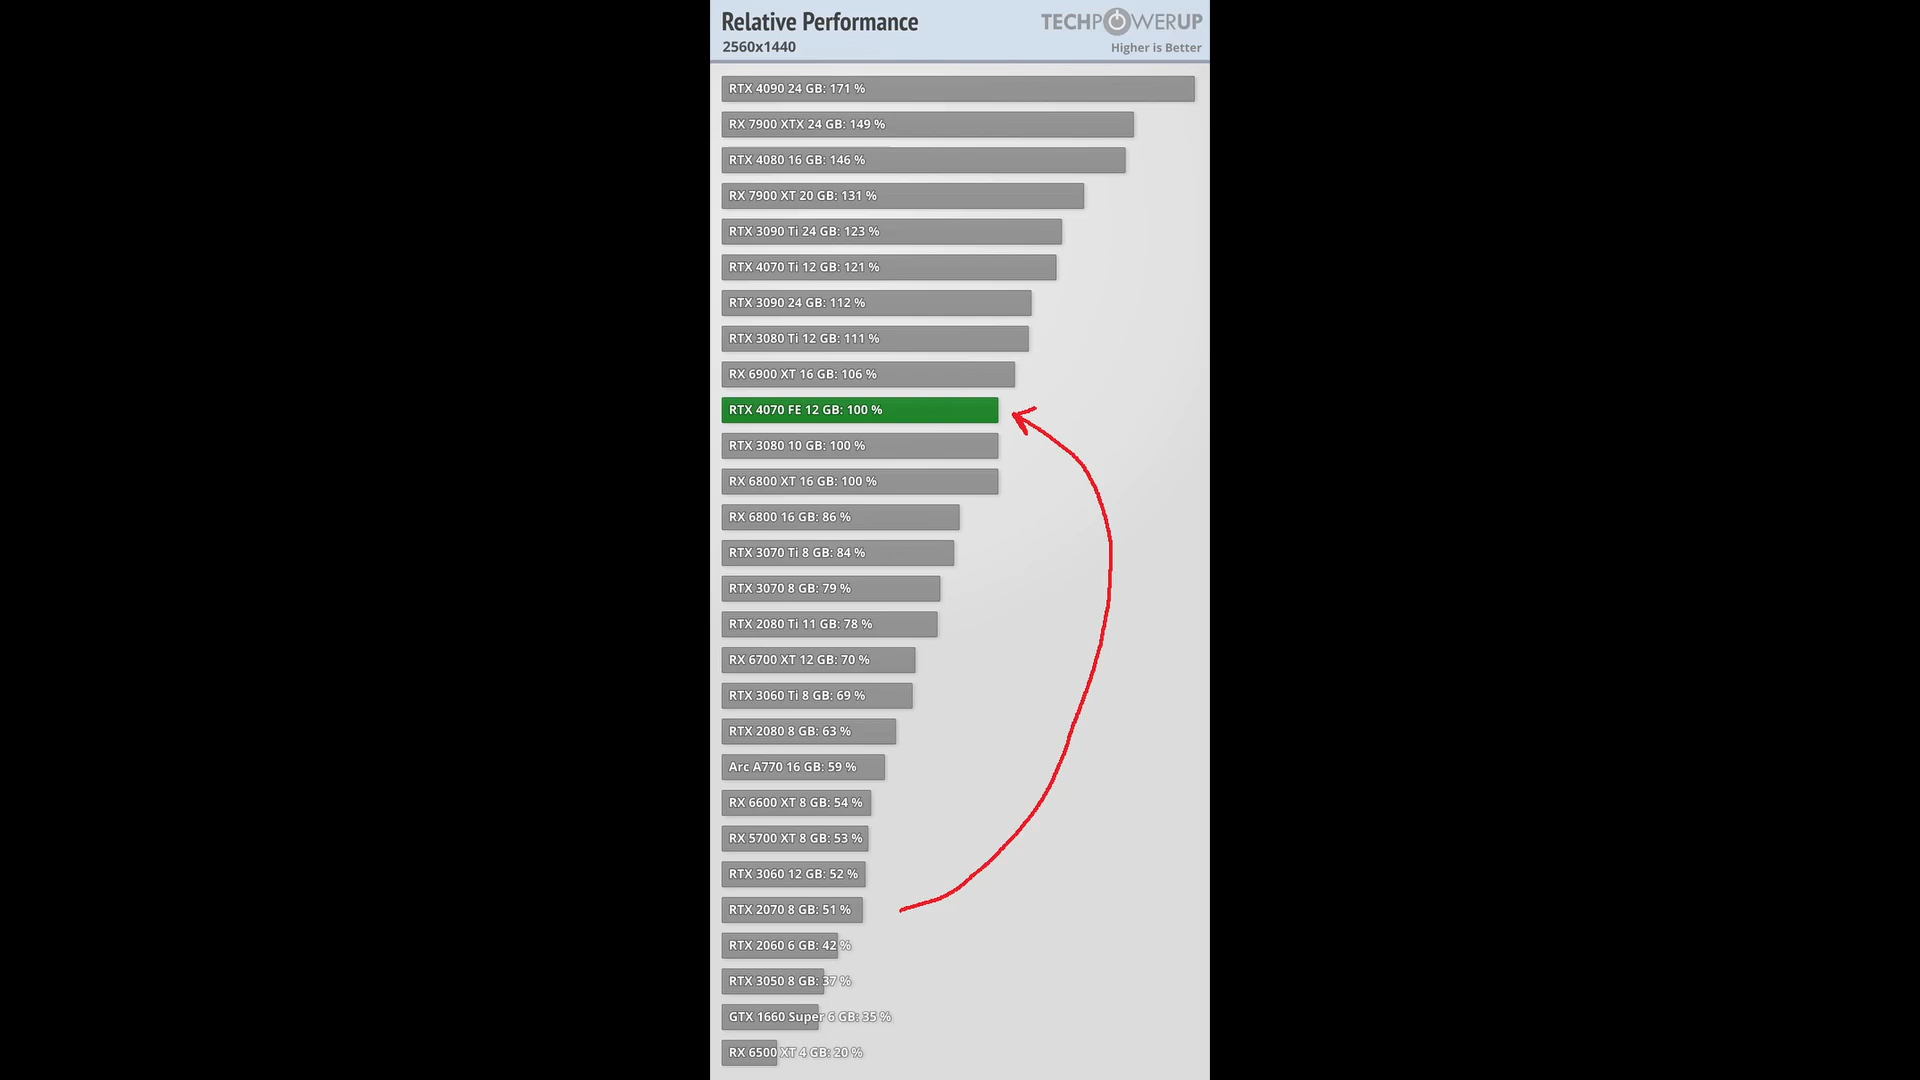 Relative Performance
TECHPOWERUP
2560x1440
Higher is Better
RTX 4090 24 GB: 171 %
RX 7900 XTX 24 GB: 149 %
RTX 4080 16 GB: 146 %
RX 7900 XT 20 GB: 131 %
RTX 3090 Ti 24 GB: 123 %
RTX 4070 Ti 12 GB: 121 %
RTX 3090 24 GB: 112 %
RTX 3080 Ti 12 GB: 111 %
RX 6900 XT 16 GB: 106 %
RTX 4070 FE 12 GB: 100 %
RTX 3080 10 GB: 100 %
RX 6800 XT 16 GB: 100 %
RX 6800 16 GB: 86 %
RTX 3070 Ti 8 GB: 84 %
RTX 3070 8 GB: 79 %
RTX 2080 Ti 11 GB: 78 %
RX 6700 XT 12 GB: 70 %
RTX 3060 Ti 8 GB: 69 %
RTX 2080 8 GB: 63 %
Arc A770 16 GB: 59 %
RX 6600 XT 8 GB: 54 %
RX 5700 XT 8 GB: 53 %
RTX 3060 12 GB: 52 %
RTX 2070 8 GB: 51 %
RTX 2060 6 GB: 42 %
RTX 3050 8 GB: 37 %
GTX 1660 Super 6 GB: 35 %
RX 6500 XT 4 GB: 20 %